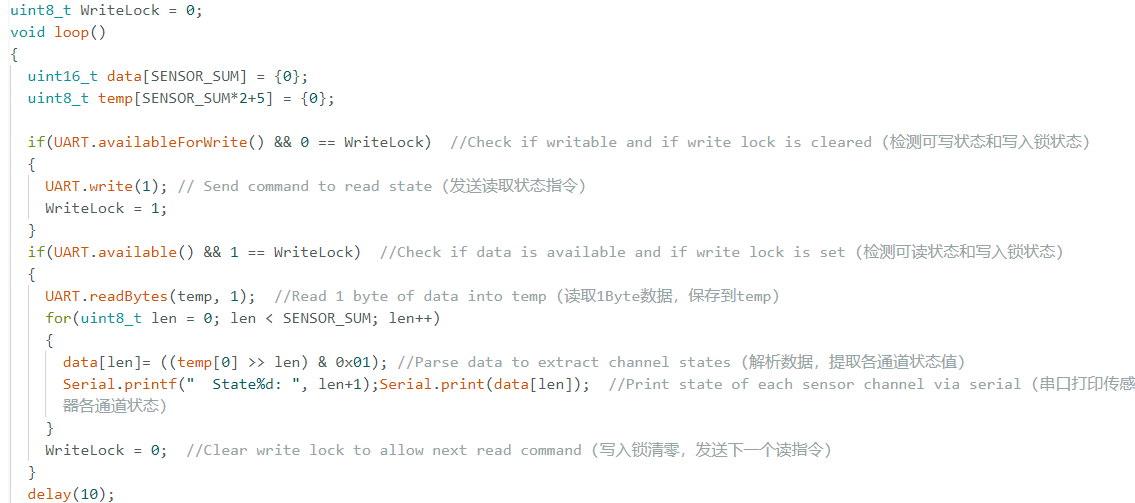 uint8_t WriteLock = 0;
void loop()
{
  uint16_t data[SENSOR_SUM] = {0};
  uint8_t temp[SENSOR_SUM*2+5] = {0};

  if(UART.availableForWrite() && 0 == WriteLock)  //Check if writable and if write lock is cleared（检测可写状态和写入锁状态）
  {
    UART.write(1); // Send command to read state（发送读取状态指令）
    WriteLock = 1;
  }
  if(UART.available() && 1 == WriteLock)  //Check if data is available and if write lock is set（检测可读状态和写入锁状态）
  {
    UART.readBytes(temp, 1);  //Read 1 byte of data into temp（读取1Byte数据，保存到temp）
    for(uint8_t len = 0; len < SENSOR_SUM; len++)
    {
      data[len]= ((temp[0] >> len) & 0x01); //Parse data to extract channel states（解析数据，提取各通道状态值）
      Serial.printf("  State%d: ", len+1);Serial.print(data[len]);  //Print state of each sensor channel via serial（串口打印传感
      器各通道状态）
    }
    WriteLock = 0;  //Clear write lock to allow next read command（写入锁清零，发送下一个读指令）
  }
  delay(10);